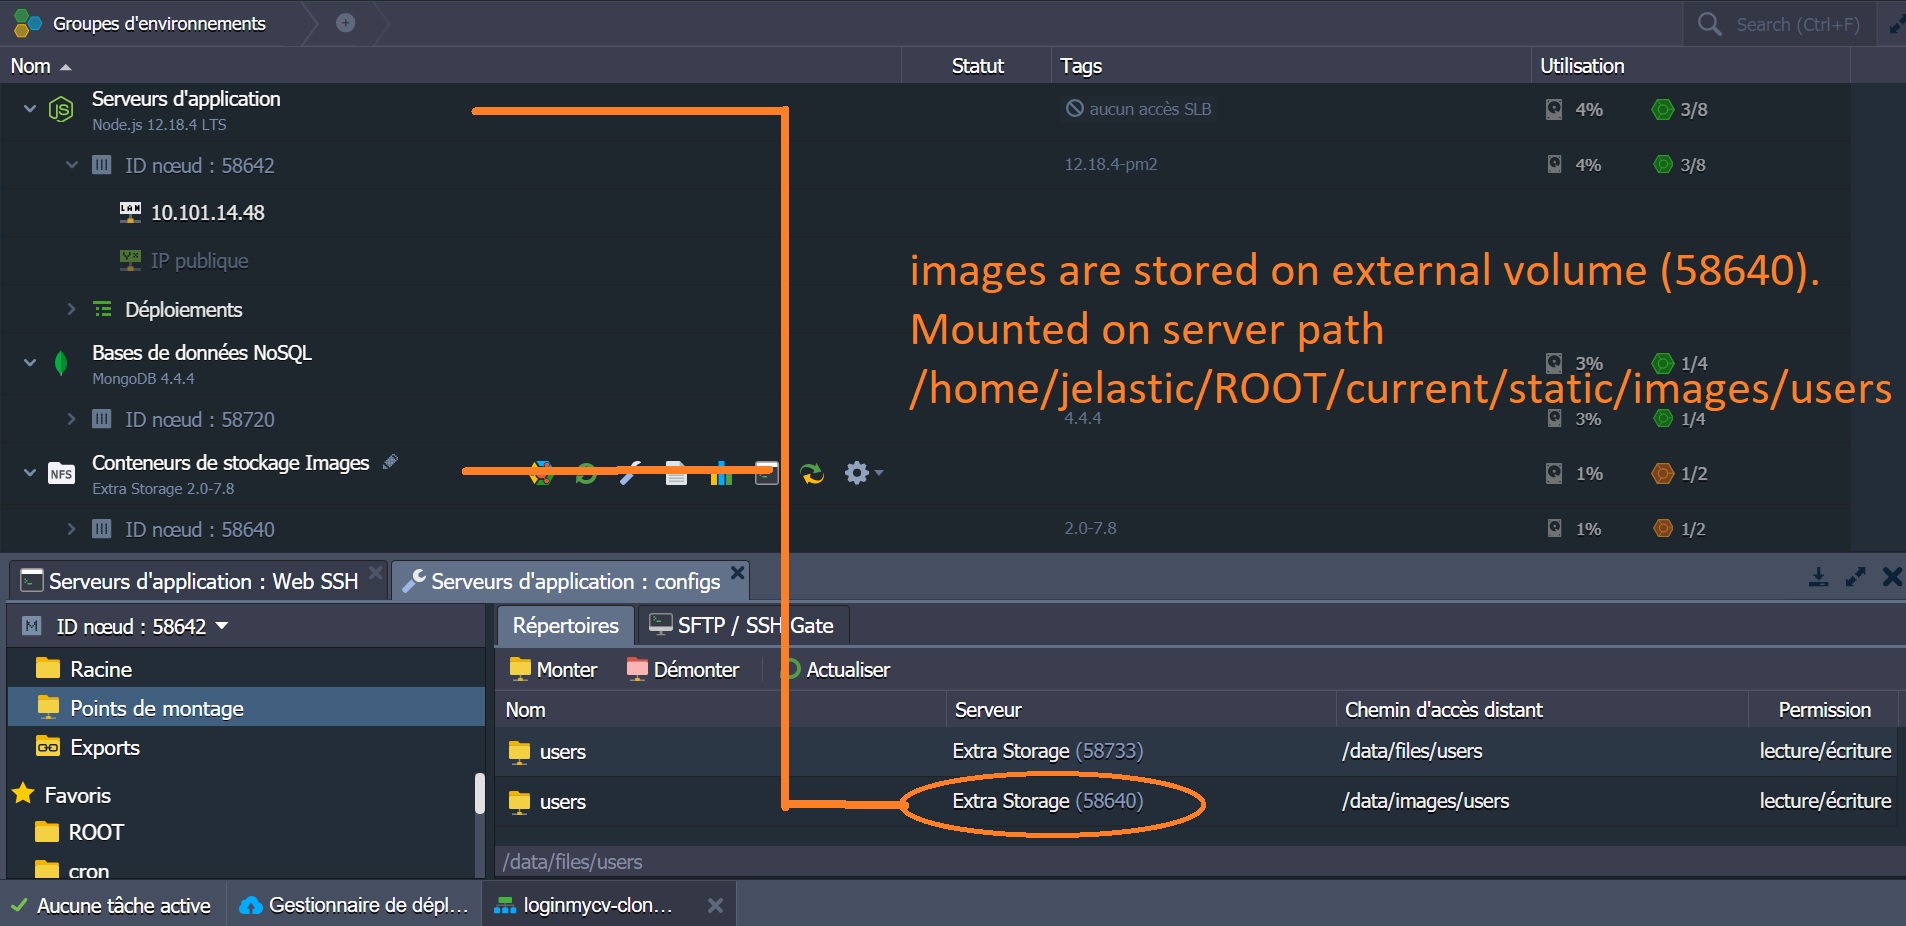 Groupes d'environnements
Search (Ctrl+F)
Nom Statut Tags Utilisation
Serveurs d'application
Node.js 12.18.4 LTS
aucun accès SLB 4% 3/8
ID nœud : 58642 12.18.4-pm2 4% 3/8
LAN 10.101.14.48
IP publique
Déploiements
images are stored on external volume (58640).
Mounted on server path
/home/jelastic/ROOT/current/static/images/users
Bases de données NoSQL
MongoDB 4.4.4
3% 1/4
ID nœud : 58720 4.4.4 3% 1/4
NFS Conteneurs de stockage Images
Extra Storage 2.0-7.8
1% 1/2
ID nœud : 58640 2.0-7.8 1% 1/2
Serveurs d'application : Web SSH Serveurs d'application : configs
M ID nœud : 58642
Racine
Points de montage
Exports
Favoris
ROOT
cron
Répertoires SFTP / SSH Gate
Monter Démonter Actualiser
Nom Serveur Chemin d'accès distant Permission
users Extra Storage (58733) /data/files/users lecture/écriture
users Extra Storage (58640) /data/images/users lecture/écriture
/data/files/users
Aucune tâche active Gestionnaire de dépl... loginmycv-clon...